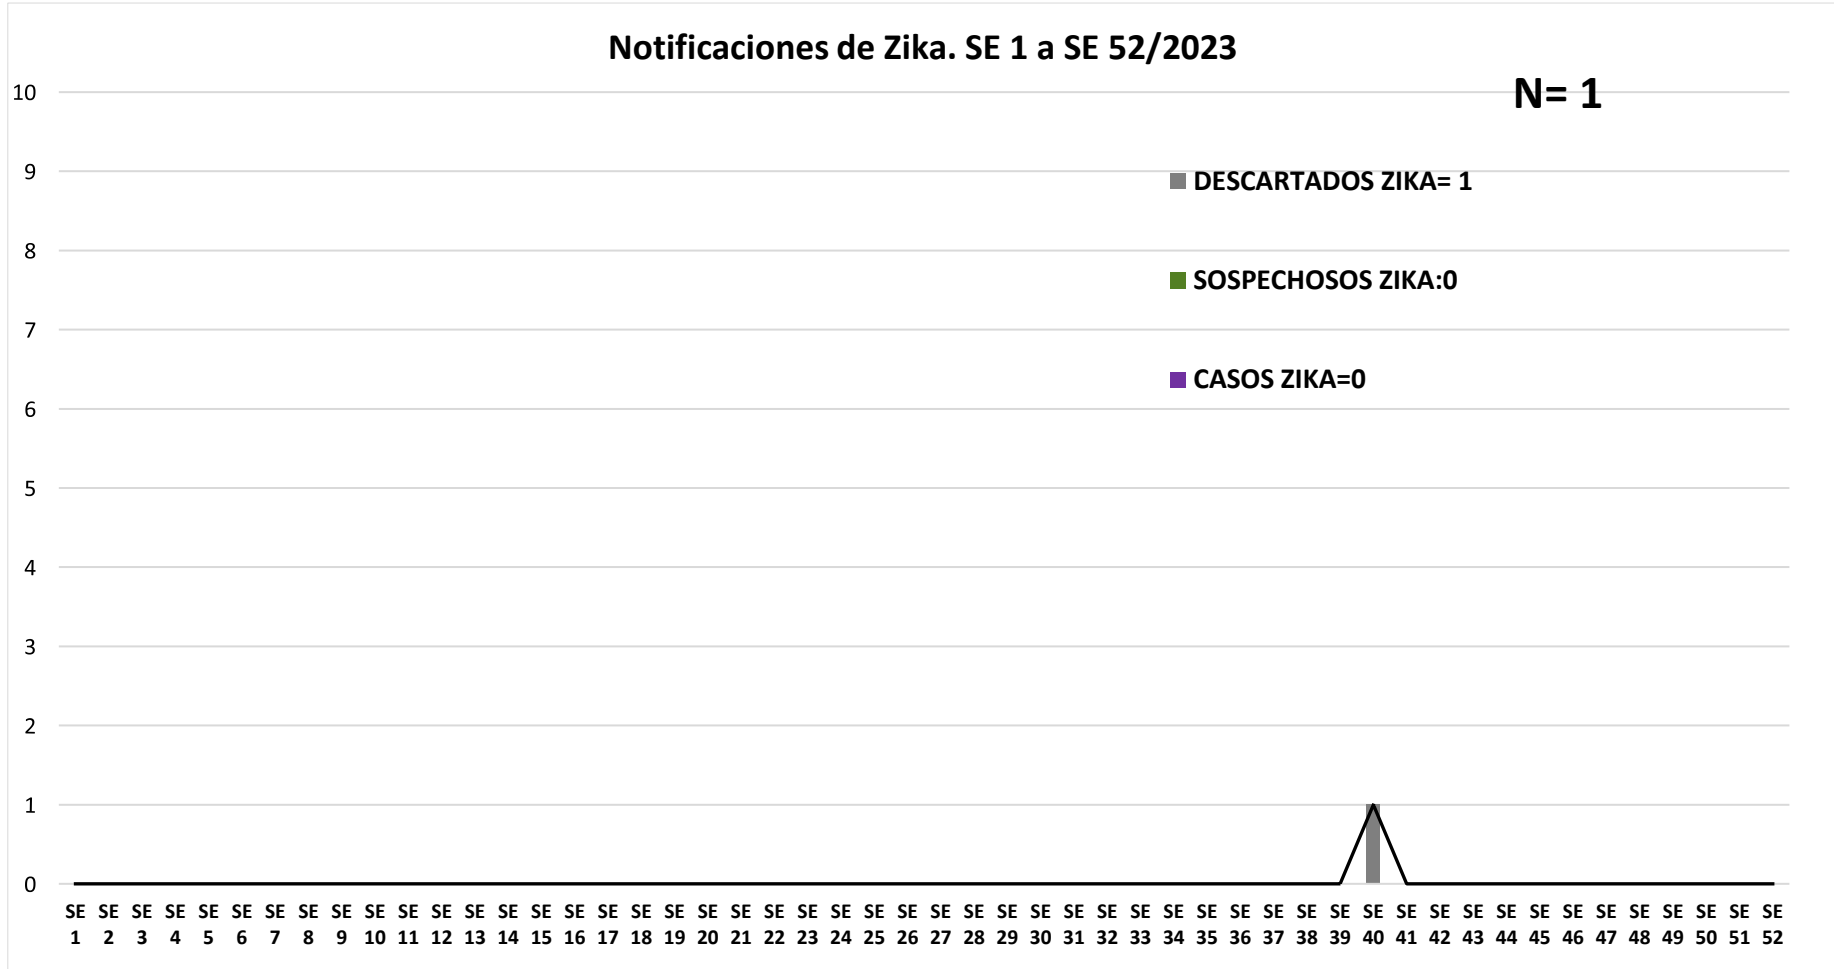 Notificaciones de Zika. SE 1 a SE 52/2023
N= 1
10
9
8
7
6
5
4
3
2
1
0
DESCARTADOS ZIKA= 1
SOSPECHOSOS ZIKA:0
CASOS ZIKA=0
SE SE SE SE SE SE SE SE SE SE SE SE SE SE SE SE SE SE SE SE SE SE SE SE SE SE SE SE SE SE SE SE SE SE SE SE SE SE SE SE SE SE SE SE SE SE SE SE SE SE SE SE
1 2 3 4 5 6 7 8 9 10 11 12 13 14 15 16 17 18 19 20 21 22 23 24 25 26 27 28 29 30 31 32 33 34 35 36 37 38 39 40 41 42 43 44 45 46 47 48 49 50 51 52